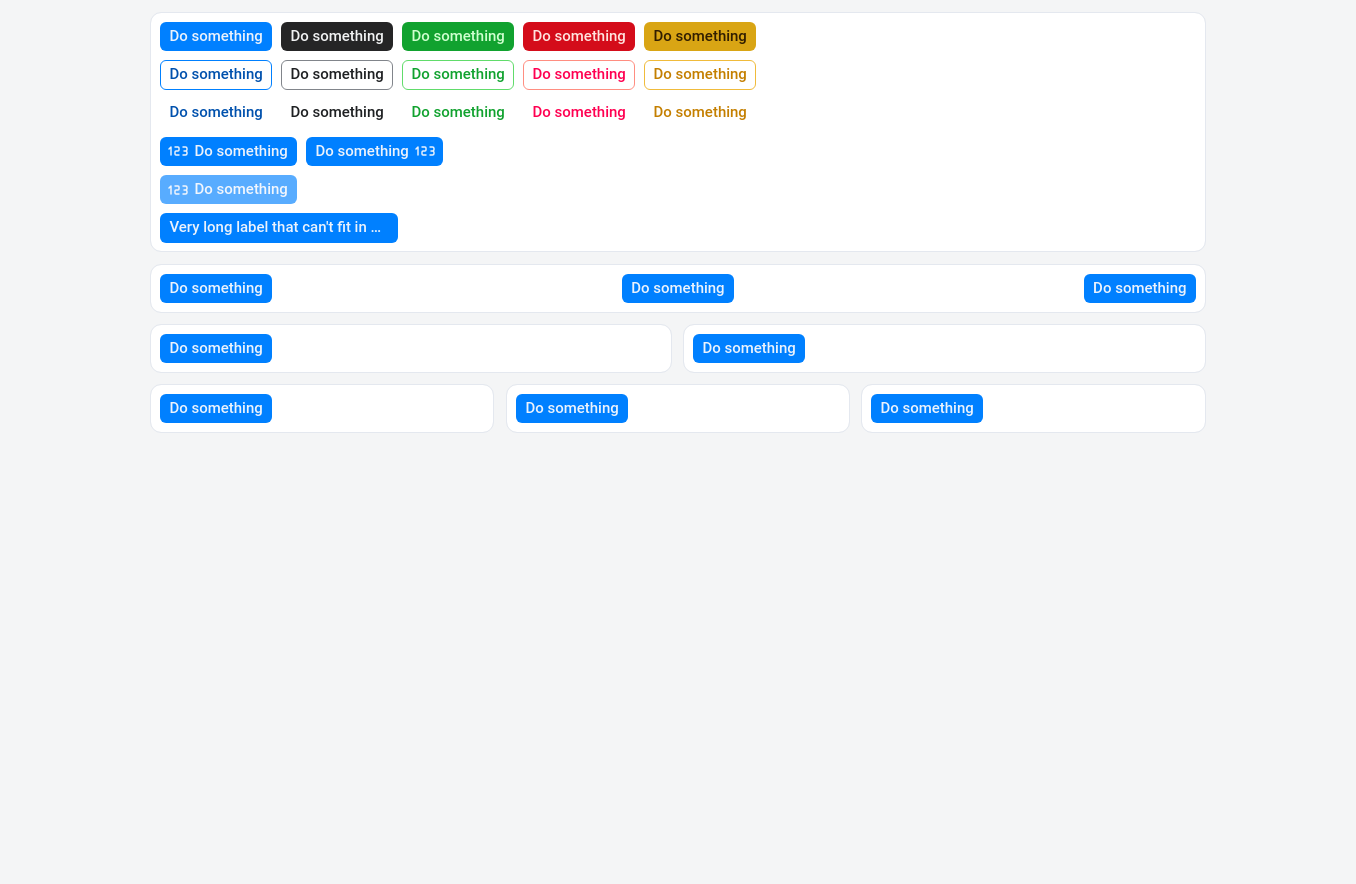 Do something Do something Do something Do something Do something
Do something Do something Do something Do something Do something
Do something Do something Do something Do something Do something
123 Do something Do something 123
123 Do something
Very long label that can't fit in ...
Do something Do something Do something
Do something Do something
Do something Do something Do something